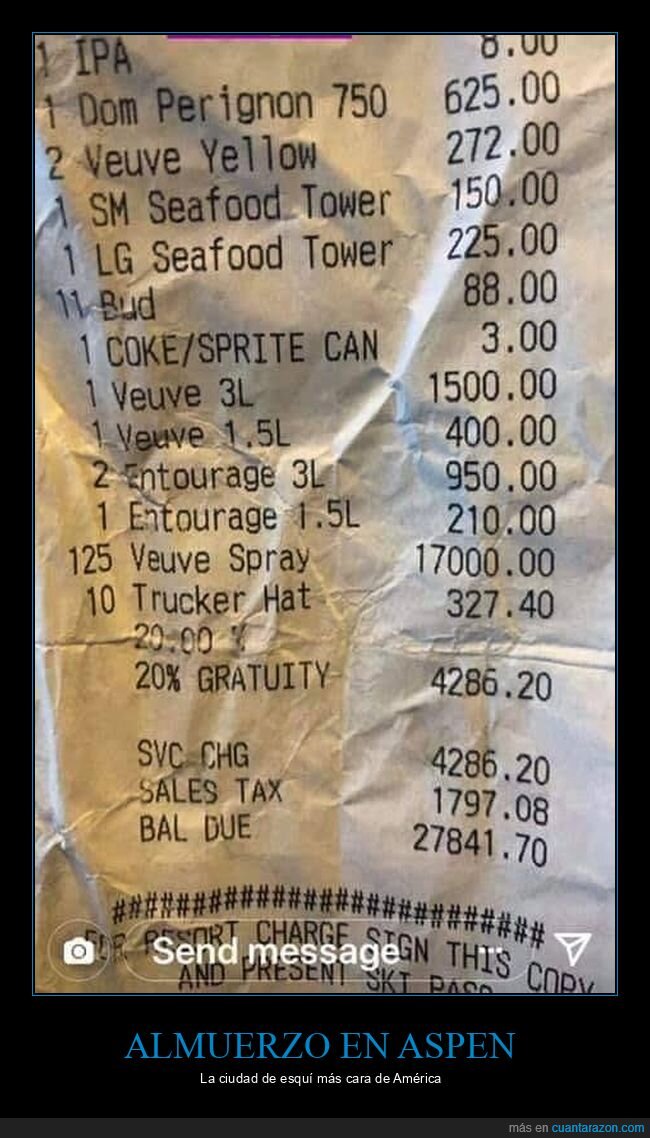 1 IPA 8.00
1 Dom Perignon 750 625.00
2 Veuve Yellow 272.00
1 SM Seafood Tower 150.00
1 LG Seafood Tower 225.00
11 Bud 88.00
1 COKE/SPRITE CAN 3.00
1 Veuve 3L 1500.00
1 Veuve 1.5L 400.00
2 Entourage 3L 950.00
1 Entourage 1.5L 210.00
125 Veuve Spray 17000.00
10 Trucker Hat 327.40
20.00 %
20% GRATUITY 4286.20
SVC CHG 4286.20
SALES TAX 1797.08
BAL DUE 27841.70
##############################
FOR RESORT CHARGE SIGN THIS COPY
AND PRESENT SKI PASS
Send message
ALMUERZO EN ASPEN
La ciudad de esquí más cara de América
más en cuantarazon.com